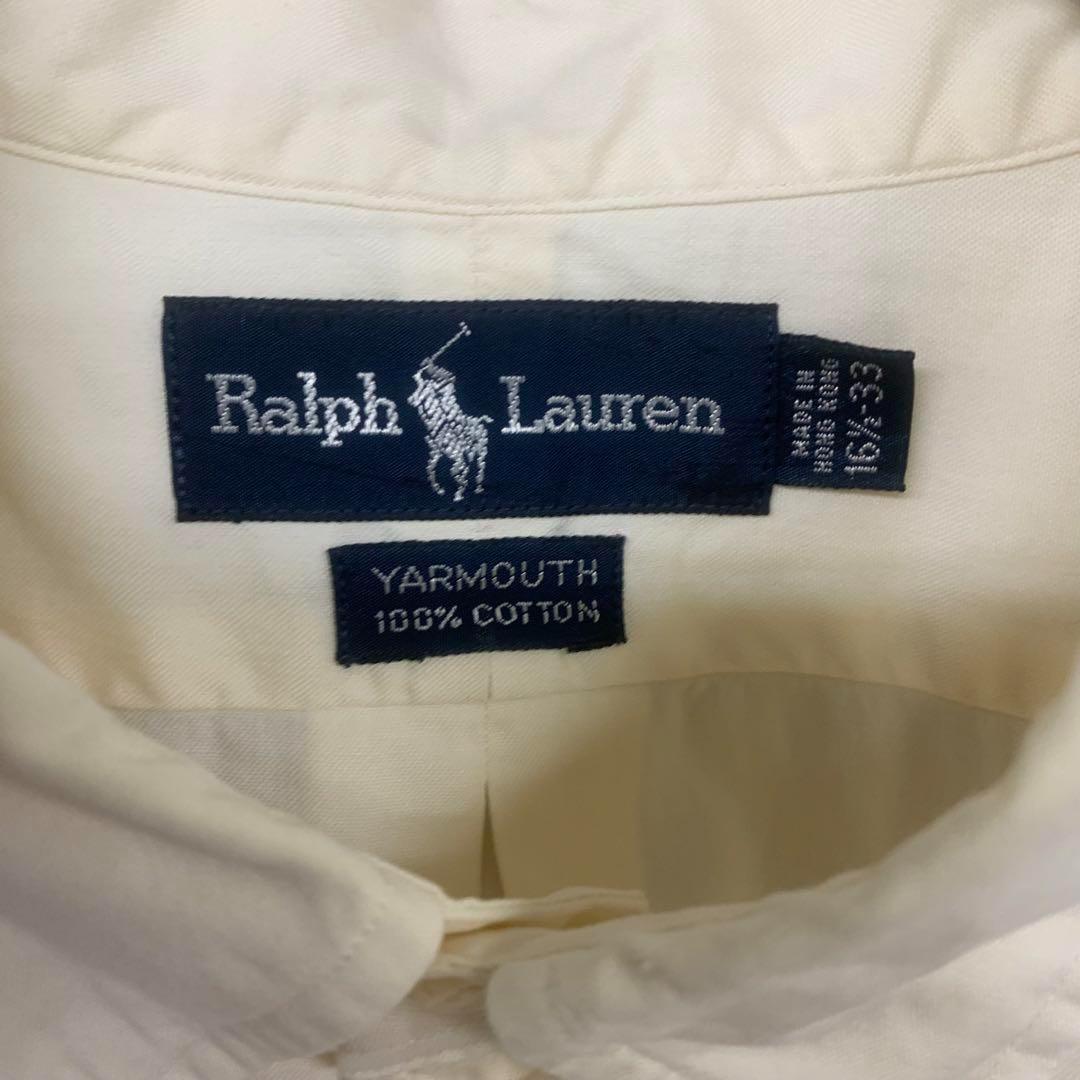 Ralph Lauren
MADE IN
HONG KONG
16½-33
YARMOUTH
100% COTTON